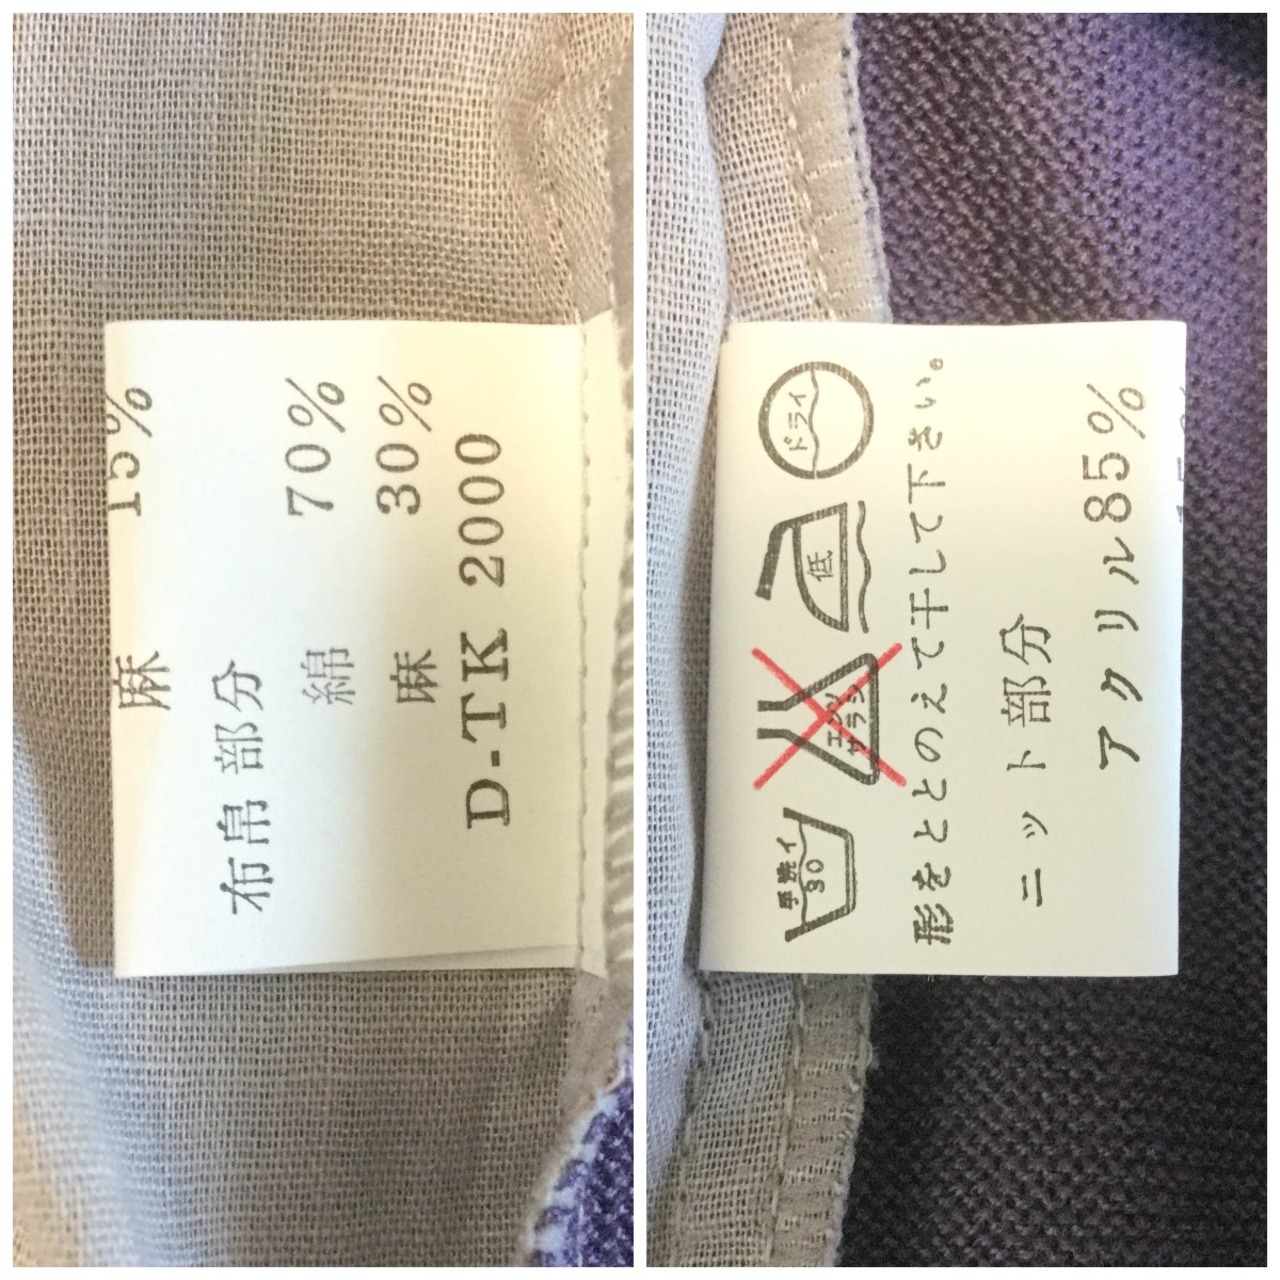 麻 15%
布帛部分
綿 70%
麻 30%
D-TK 2000
手洗イ
30
エンソ
サラシ
低
ドライ
形をととのえて干して下さい。
ニット部分
アクリル85%